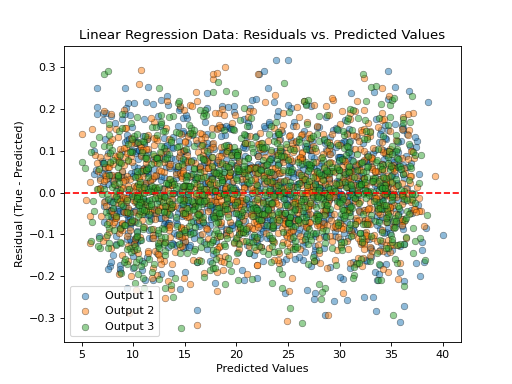 Linear Regression Data: Residuals vs. Predicted Values
Residual (True - Predicted)
0.3
0.2
0.1
0.0
−0.1
−0.2
−0.3
Output 1
Output 2
Output 3
5
10
15
20
25
30
35
40
Predicted Values